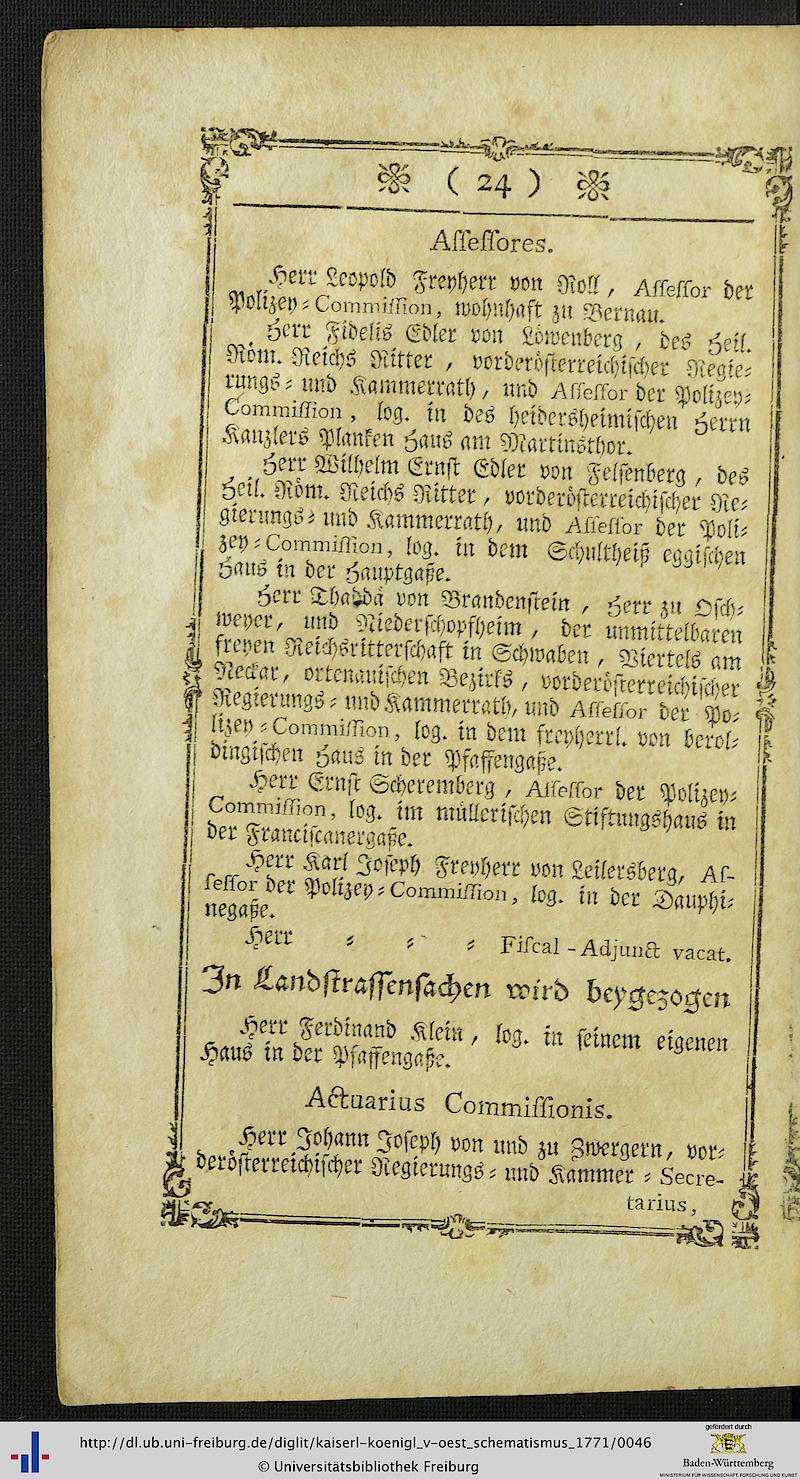 ❃ ( 24 ) ❃
Aſſeſſores.
Herr Leopold Freyherr von Roll, Aſſeſſor der
Polizey⸗Commiſſion, wohnhaft zu Bernau.
Herr Fidelis Edler von Löwenberg, des Heil.
Röm. Reichs Ritter, vorderöſterreichiſcher Regie⸗
rungs⸗ und Kammerrath, und Aſſeſſor der Polizey⸗
Commiſſion, log. in des heidersheimiſchen Herrn
Kanzlers Planken Haus am Martinsthor.
Herr Wilhelm Ernſt Edler von Felſenberg, des
Heil. Röm. Reichs Ritter, vorderöſterreichiſcher Re⸗
gierungs⸗ und Kammerrath, und Aſſeſſor der Poli⸗
zey⸗Commiſſion, log. in dem Schultheiß eggiſchen
Haus in der Hauptgaße.
Herr Thaddä von Brandenſtein, Herr zu Oſch⸗
weyer, und Niederſchopfheim, der unmittelbaren
freyen Reichsritterſchaft in Schwaben, Viertels am
Neckar, ortenauiſchen Bezirks, vorderöſterreichiſcher
Regierungs⸗ und Kammerrath, und Aſſeſſor der Po⸗
lizey⸗Commiſſion, log. in dem freyherrl. von berol⸗
dingiſchen Haus in der Pfaffengaße.
Herr Ernſt Scheremberg, Aſſeſſor der Polizey⸗
Commiſſion, log. im mülleriſchen Stiftungshaus in
der Franciſcanergaße.
Herr Karl Joſeph Freyherr von Leilersberg, Aſ-
ſeſſor der Polizey⸗Commiſſion, log. in der Dauphi⸗
negaße.
Herr ⸗ ⸗ ⸗ Fiſcal-Adjunct vacat.
In Landſtraſſenſachen wird beygezogen
Herr Ferdinand Klein, log. in ſeinem eigenen
Haus in der Pfaffengaße.
Actuarius Commiſſionis.
Herr Johann Joſeph von und zu Zwergern, vor⸗
deröſterreichiſcher Regierungs⸗ und Kammer⸗Secre-
tarius,
http://dl.ub.uni-freiburg.de/diglit/kaiserl-koenigl_v-oest_schematismus_1771/0046
© Universitätsbibliothek Freiburg
gefördert durch
Baden-Württemberg
MINISTERIUM FÜR WISSENSCHAFT, FORSCHUNG UND KUNST